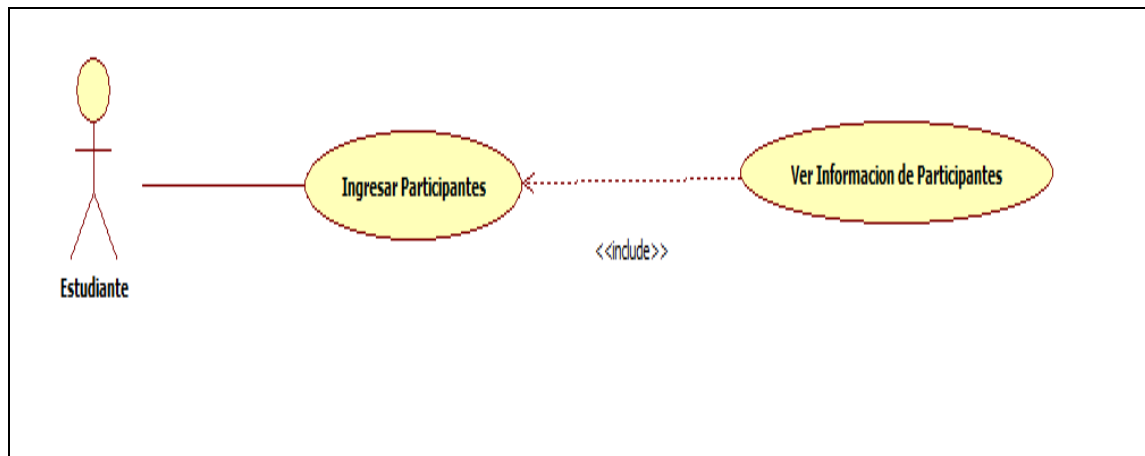 Ingresar Participantes
Ver Informacion de Participantes
<<include>>
Estudiante